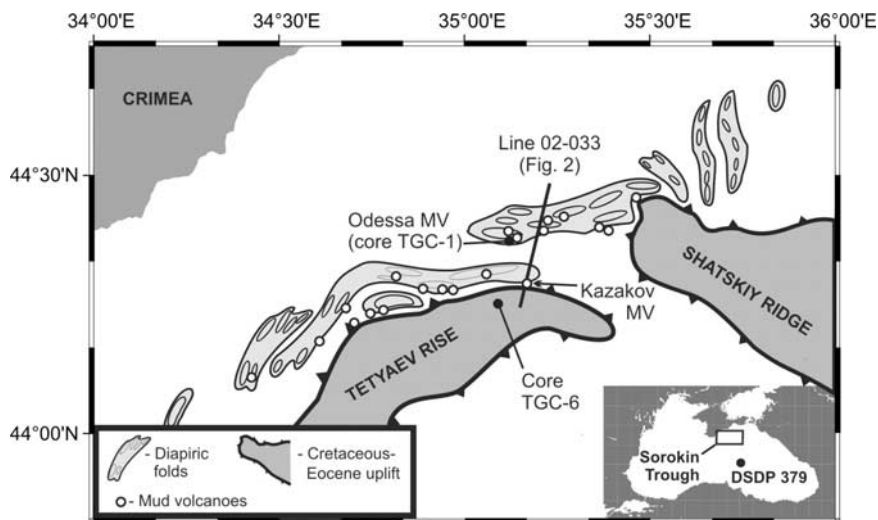 34°00'E 34°30'E 35°00'E 35°30'E 36°00'E
CRIMEA
Line 02-033
(Fig. 2)
44°30'N
Odessa MV
(core TGC-1)
SHATSKIY RIDGE
Kazakov
MV
TETYAEV RISE
Core
TGC-6
44°00'N
- Diapiric
folds
- Cretaceous-
Eocene uplift
- Mud volcanoes
Sorokin
Trough
DSDP 379